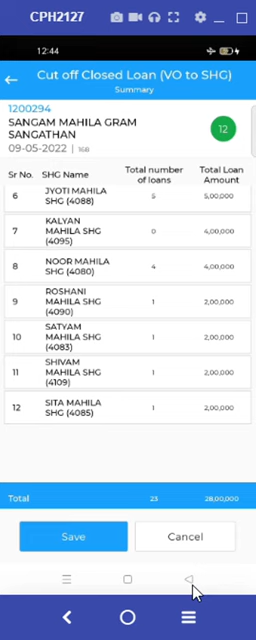 CPH2127
12:44
Cut off Closed Loan (VO to SHG)
Summary
1200294
SANGAM MAHILA GRAM
SANGATHAN
12
09-05-2022 | 168
Sr No. SHG Name Total number of loans Total Loan Amount
6 JYOTI MAHILA SHG (4088) 5 5,00,000
7 KALYAN MAHILA SHG (4095) 0 4,00,000
8 NOOR MAHILA SHG (4080) 4 4,00,000
9 ROSHANI MAHILA SHG (4090) 1 2,00,000
10 SATYAM MAHILA SHG (4083) 1 2,00,000
11 SHIVAM MAHILA SHG (4109) 1 2,00,000
12 SITA MAHILA SHG (4085) 1 2,00,000
Total 23 28,00,000
Save Cancel